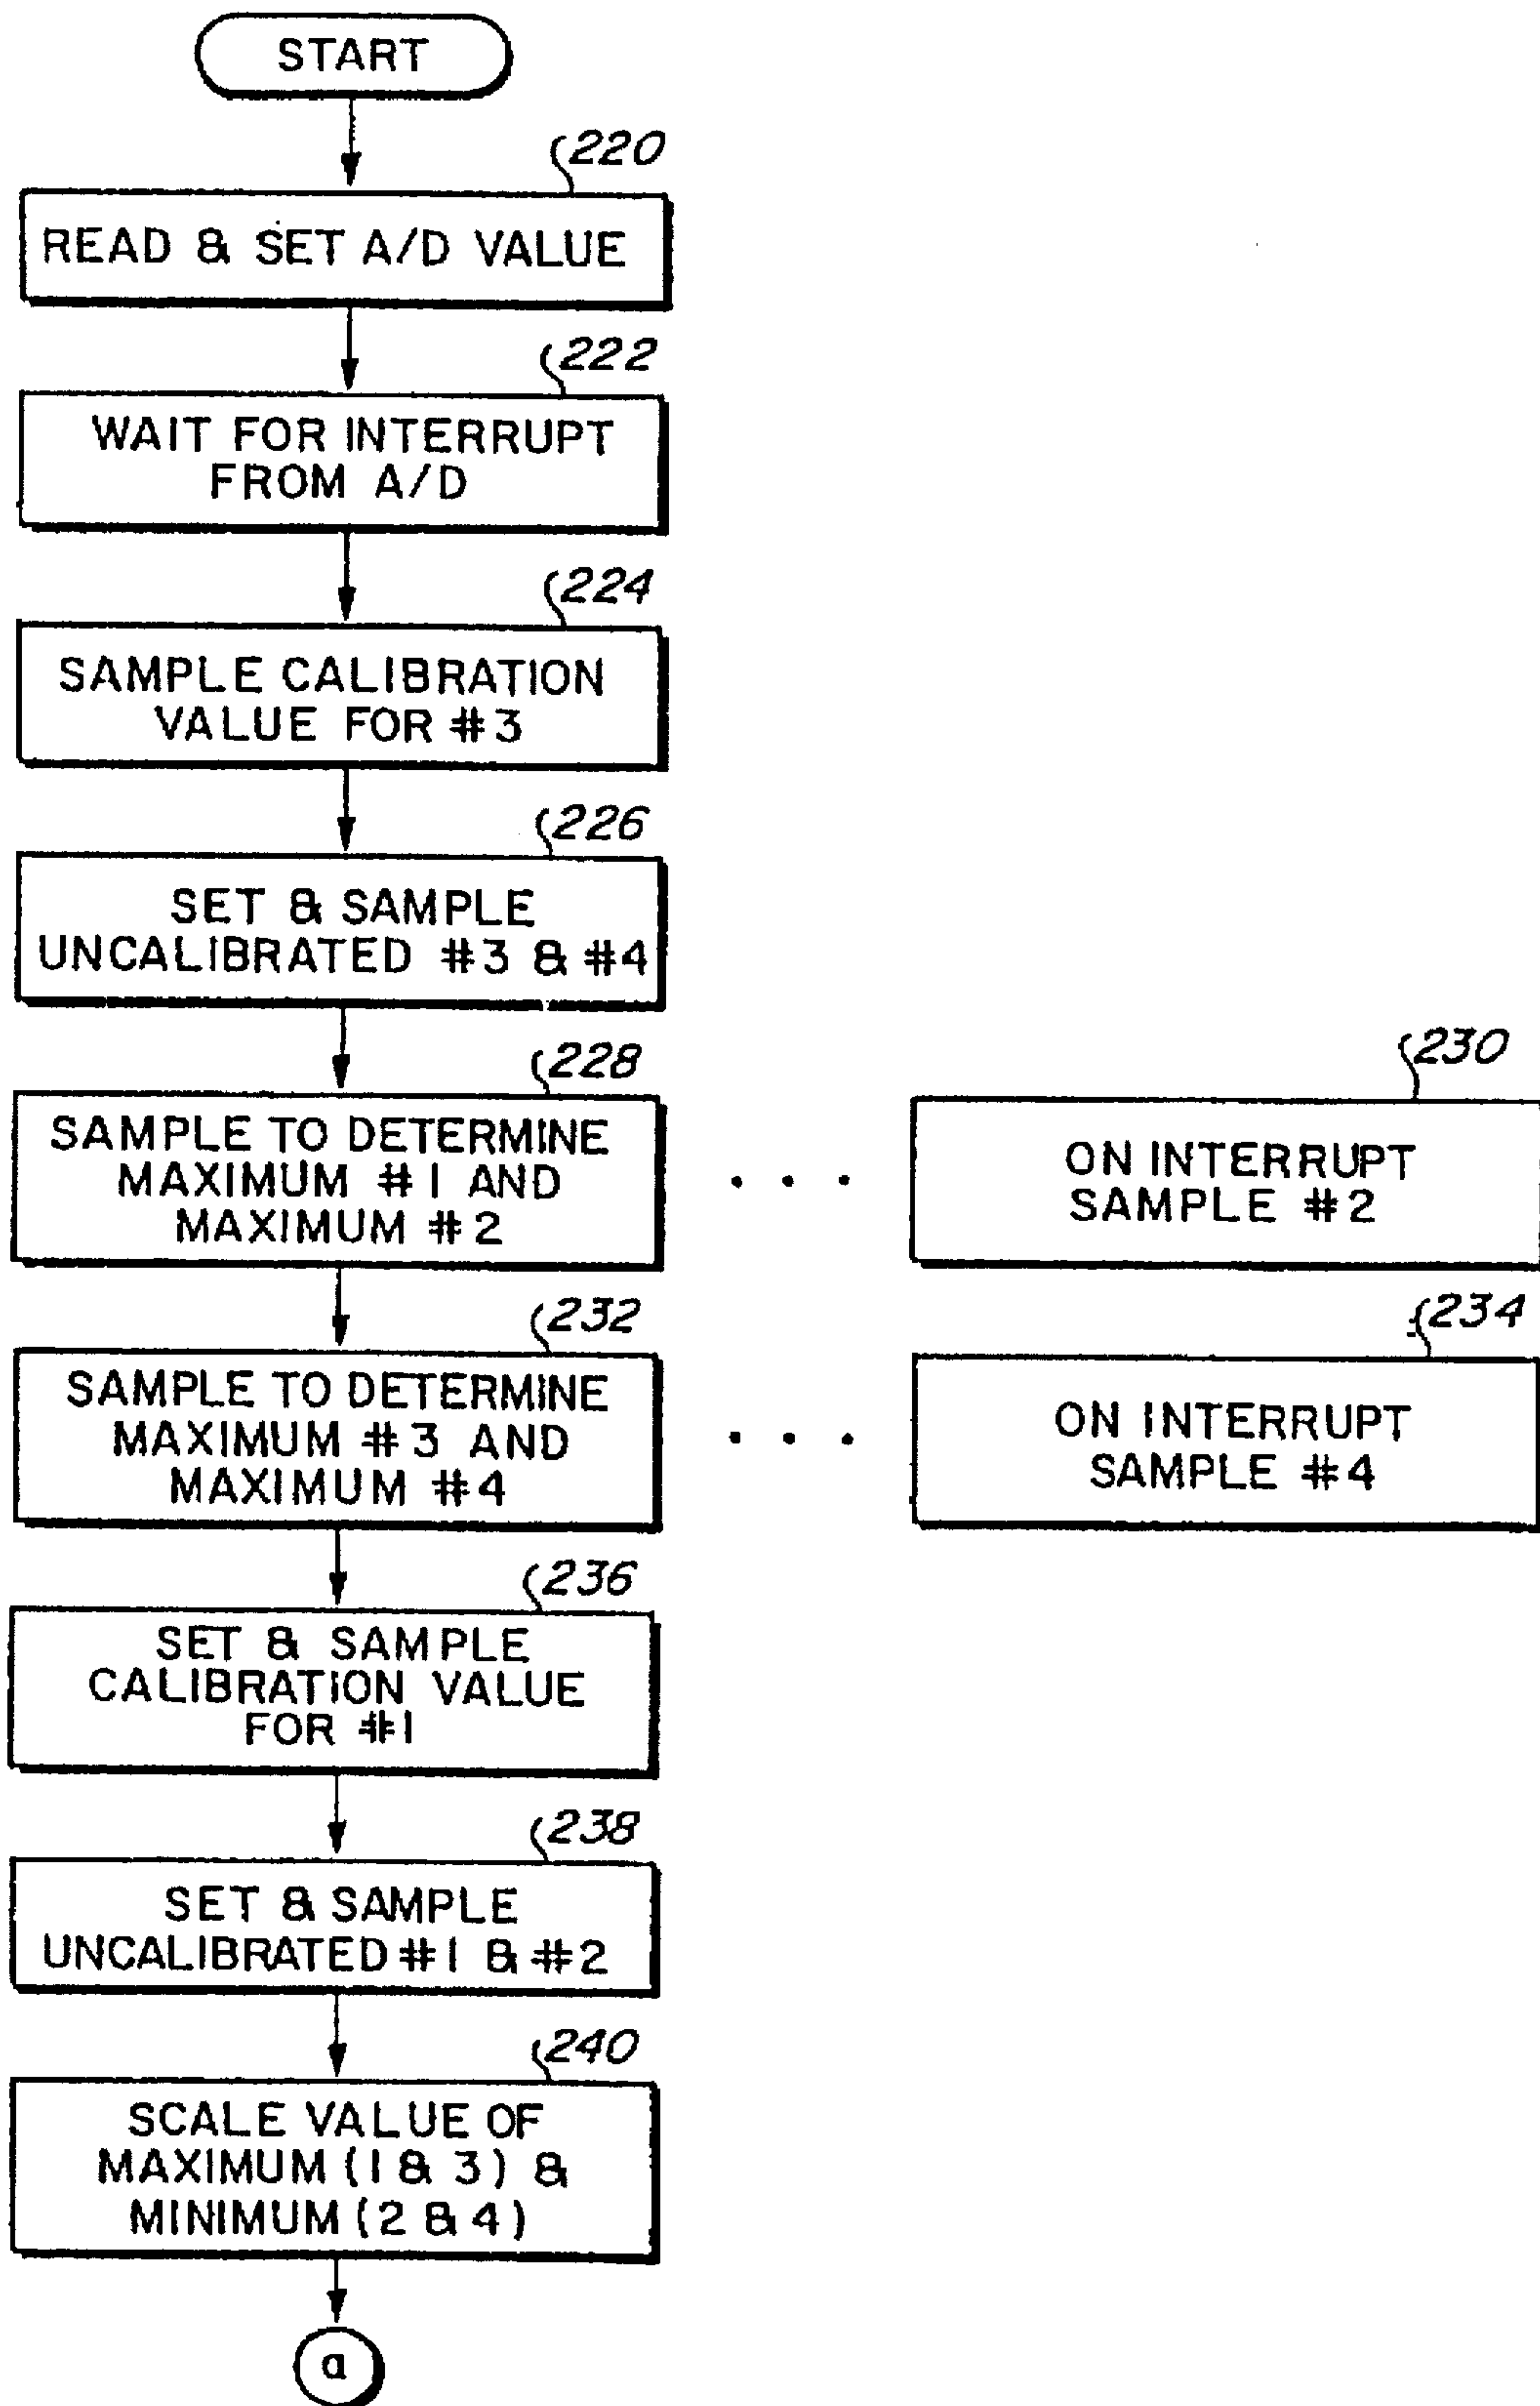 START
220
READ & SET A/D VALUE
222
WAIT FOR INTERRUPT
FROM A/D
224
SAMPLE CALIBRATION
VALUE FOR #3
226
SET & SAMPLE
UNCALIBRATED #3 & #4
228
SAMPLE TO DETERMINE
MAXIMUM #1 AND
MAXIMUM #2
. . .
230
ON INTERRUPT
SAMPLE #2
232
SAMPLE TO DETERMINE
MAXIMUM #3 AND
MAXIMUM #4
. . .
234
ON INTERRUPT
SAMPLE #4
236
SET & SAMPLE
CALIBRATION VALUE
FOR #1
238
SET & SAMPLE
UNCALIBRATED #1 & #2
240
SCALE VALUE OF
MAXIMUM (1 & 3) &
MINIMUM (2 & 4)
a